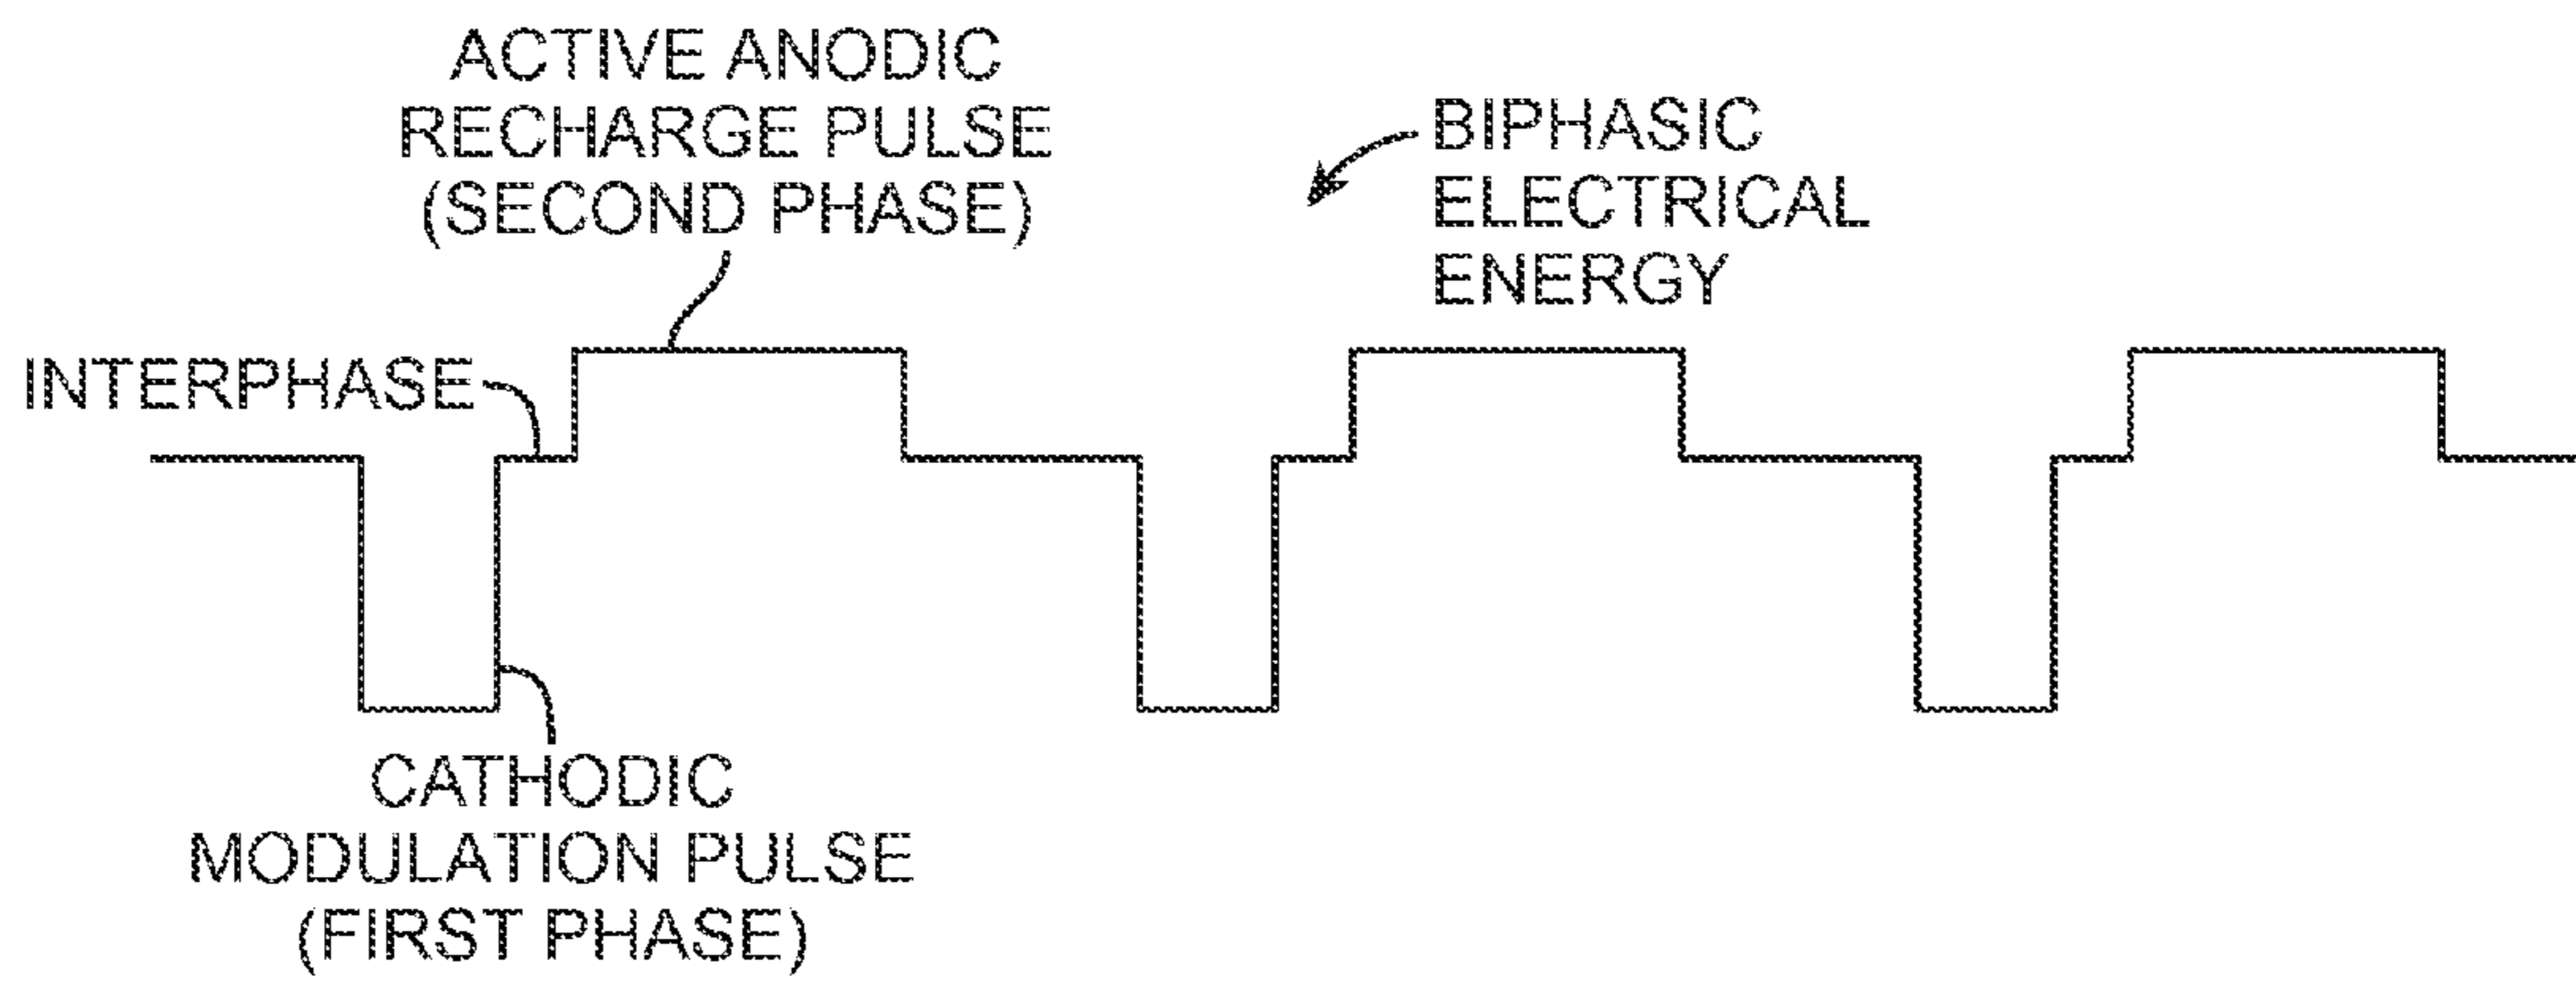 ACTIVE ANODIC
RECHARGE PULSE
(SECOND PHASE)
BIPHASIC
ELECTRICAL
ENERGY
INTERPHASE
CATHODIC
MODULATION PULSE
(FIRST PHASE)